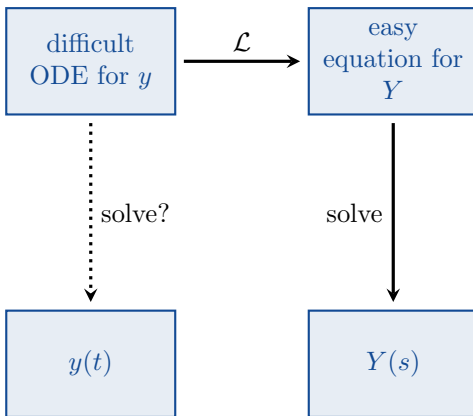 difficult
ODE for y
ℒ
easy
equation for
Y
solve?
solve
y(t)
Y(s)